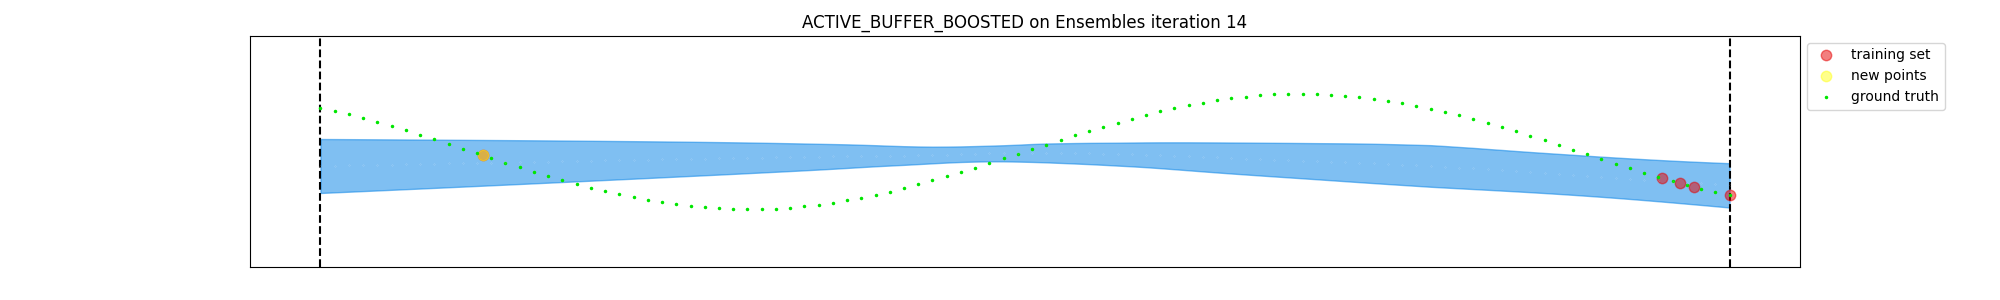 ACTIVE_BUFFER_BOOSTED on Ensembles iteration 14
training set
new points
ground truth